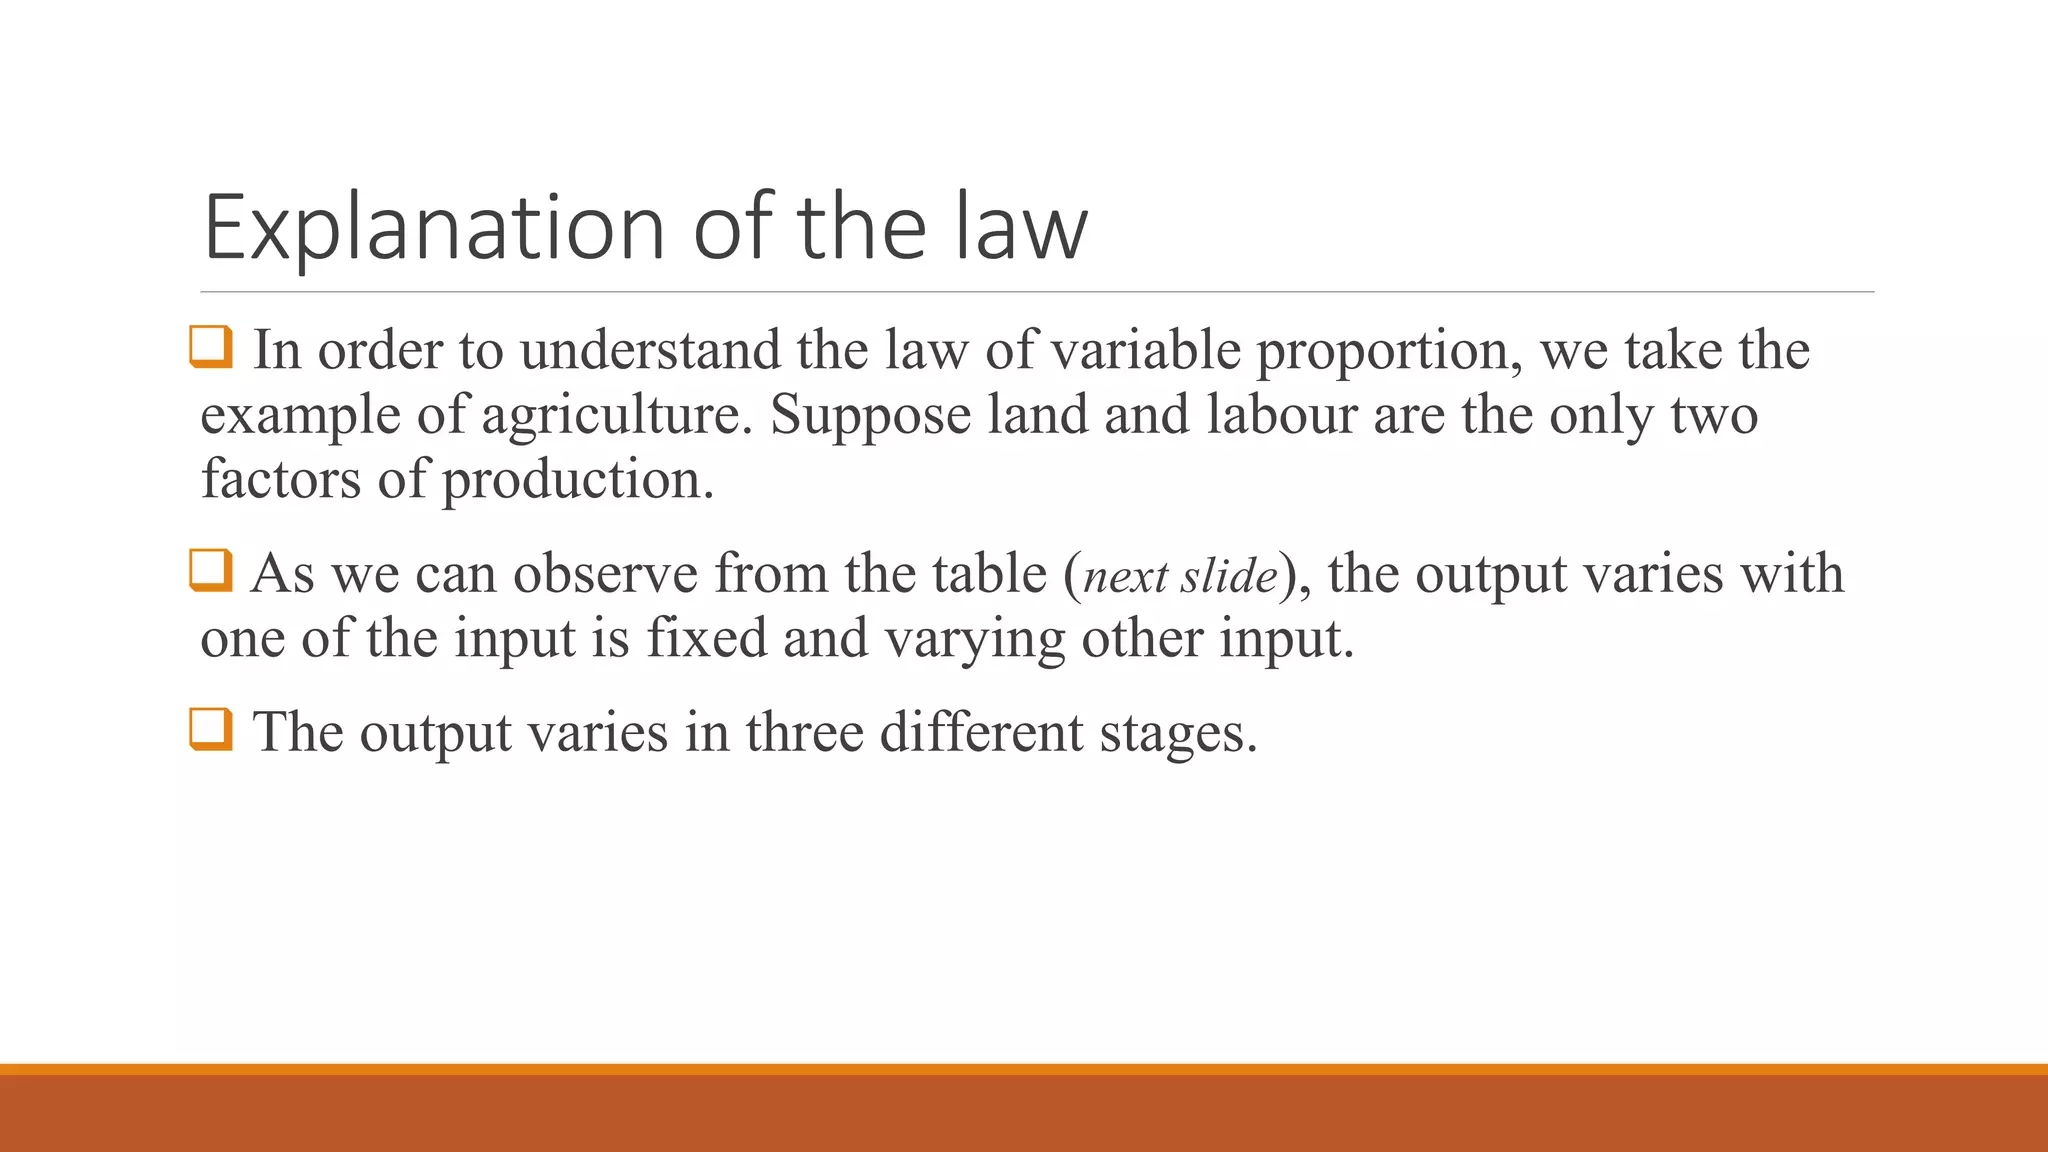 Explanation of the law
❑ In order to understand the law of variable proportion, we take the
example of agriculture. Suppose land and labour are the only two
factors of production.
❑ As we can observe from the table (next slide), the output varies with
one of the input is fixed and varying other input.
❑ The output varies in three different stages.